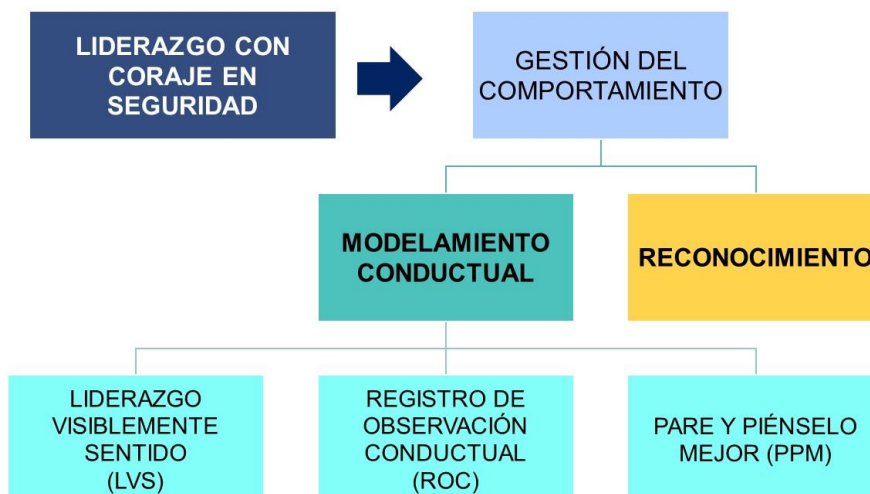 LIDERAZGO CON
CORAJE EN
SEGURIDAD
GESTIÓN DEL
COMPORTAMIENTO
MODELAMIENTO
CONDUCTUAL
RECONOCIMIENTO
LIDERAZGO
VISIBLEMENTE
SENTIDO
(LVS)
REGISTRO DE
OBSERVACIÓN
CONDUCTUAL
(ROC)
PARE Y PIÉNSELO
MEJOR (PPM)